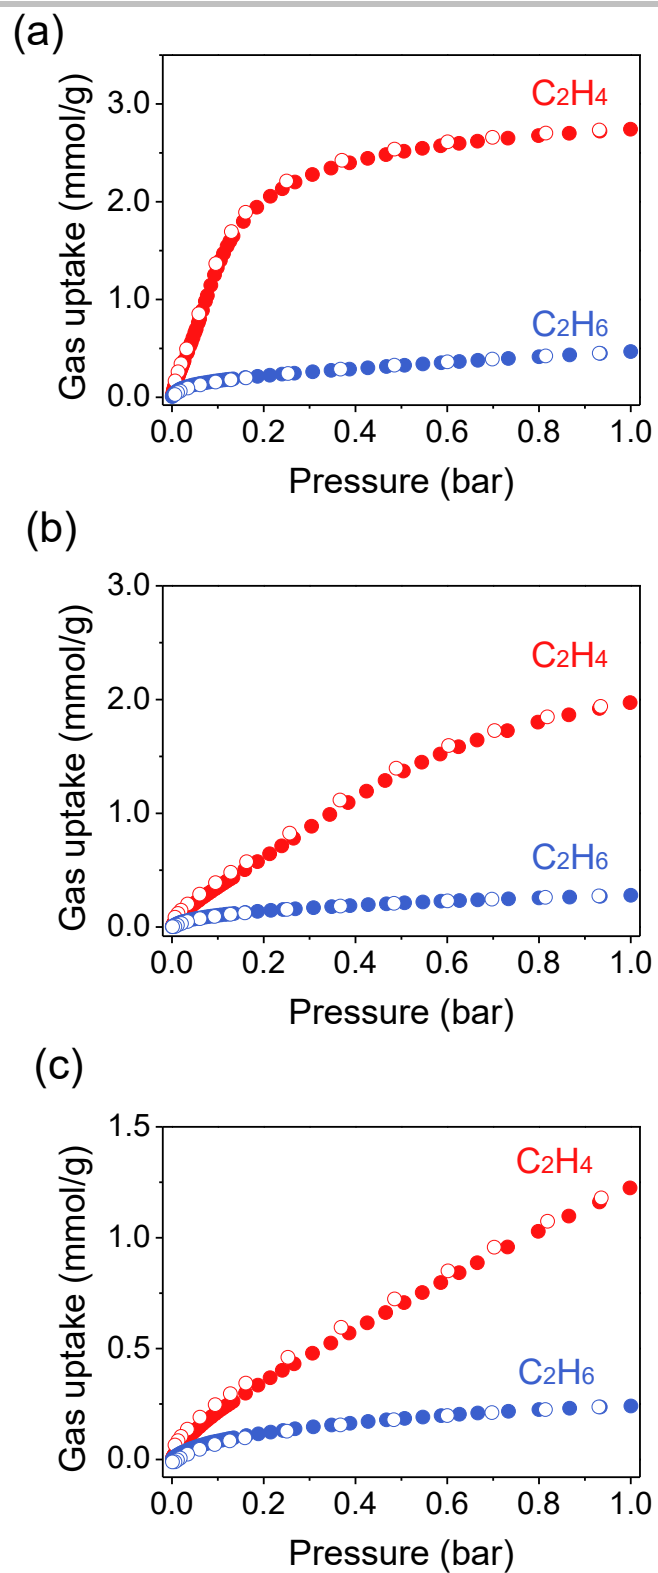 (a)
Gas uptake (mmol/g)
3.0
2.0
1.0
0.0
C2H4
C2H6
0.0 0.2 0.4 0.6 0.8 1.0
Pressure (bar)
(b)
Gas uptake (mmol/g)
3.0
2.0
1.0
0.0
C2H4
C2H6
0.0 0.2 0.4 0.6 0.8 1.0
Pressure (bar)
(c)
Gas uptake (mmol/g)
1.5
1.0
0.5
0.0
C2H4
C2H6
0.0 0.2 0.4 0.6 0.8 1.0
Pressure (bar)